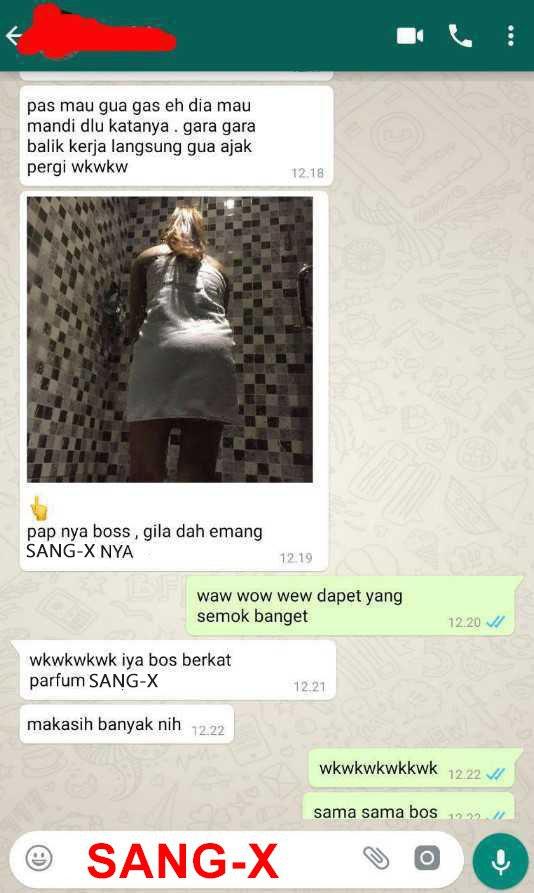 pas mau gua gas eh dia mau
mandi dlu katanya . gara gara
balik kerja langsung gua ajak
pergi wkwkw
12.18
pap nya boss , gila dah emang
SANG-X NYA
12.19
waw wow wew dapet yang
semok banget
12.20
wkwkwkwk iya bos berkat
parfum SANG-X
12.21
makasih banyak nih
12.22
wkwkwkwkkwk
12.22
sama sama bos
12.22
SANG-X